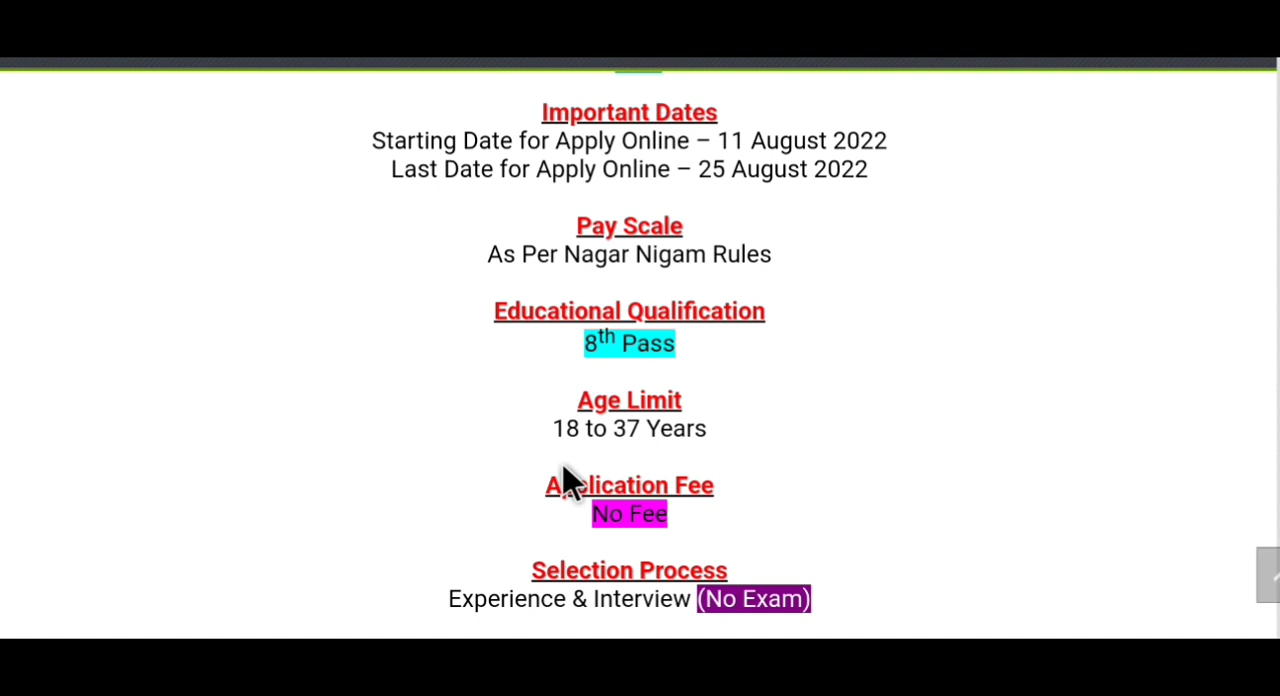 Important Dates
Starting Date for Apply Online – 11 August 2022
Last Date for Apply Online – 25 August 2022
Pay Scale
As Per Nagar Nigam Rules
Educational Qualification
8th Pass
Age Limit
18 to 37 Years
Application Fee
No Fee
Selection Process
Experience & Interview (No Exam)